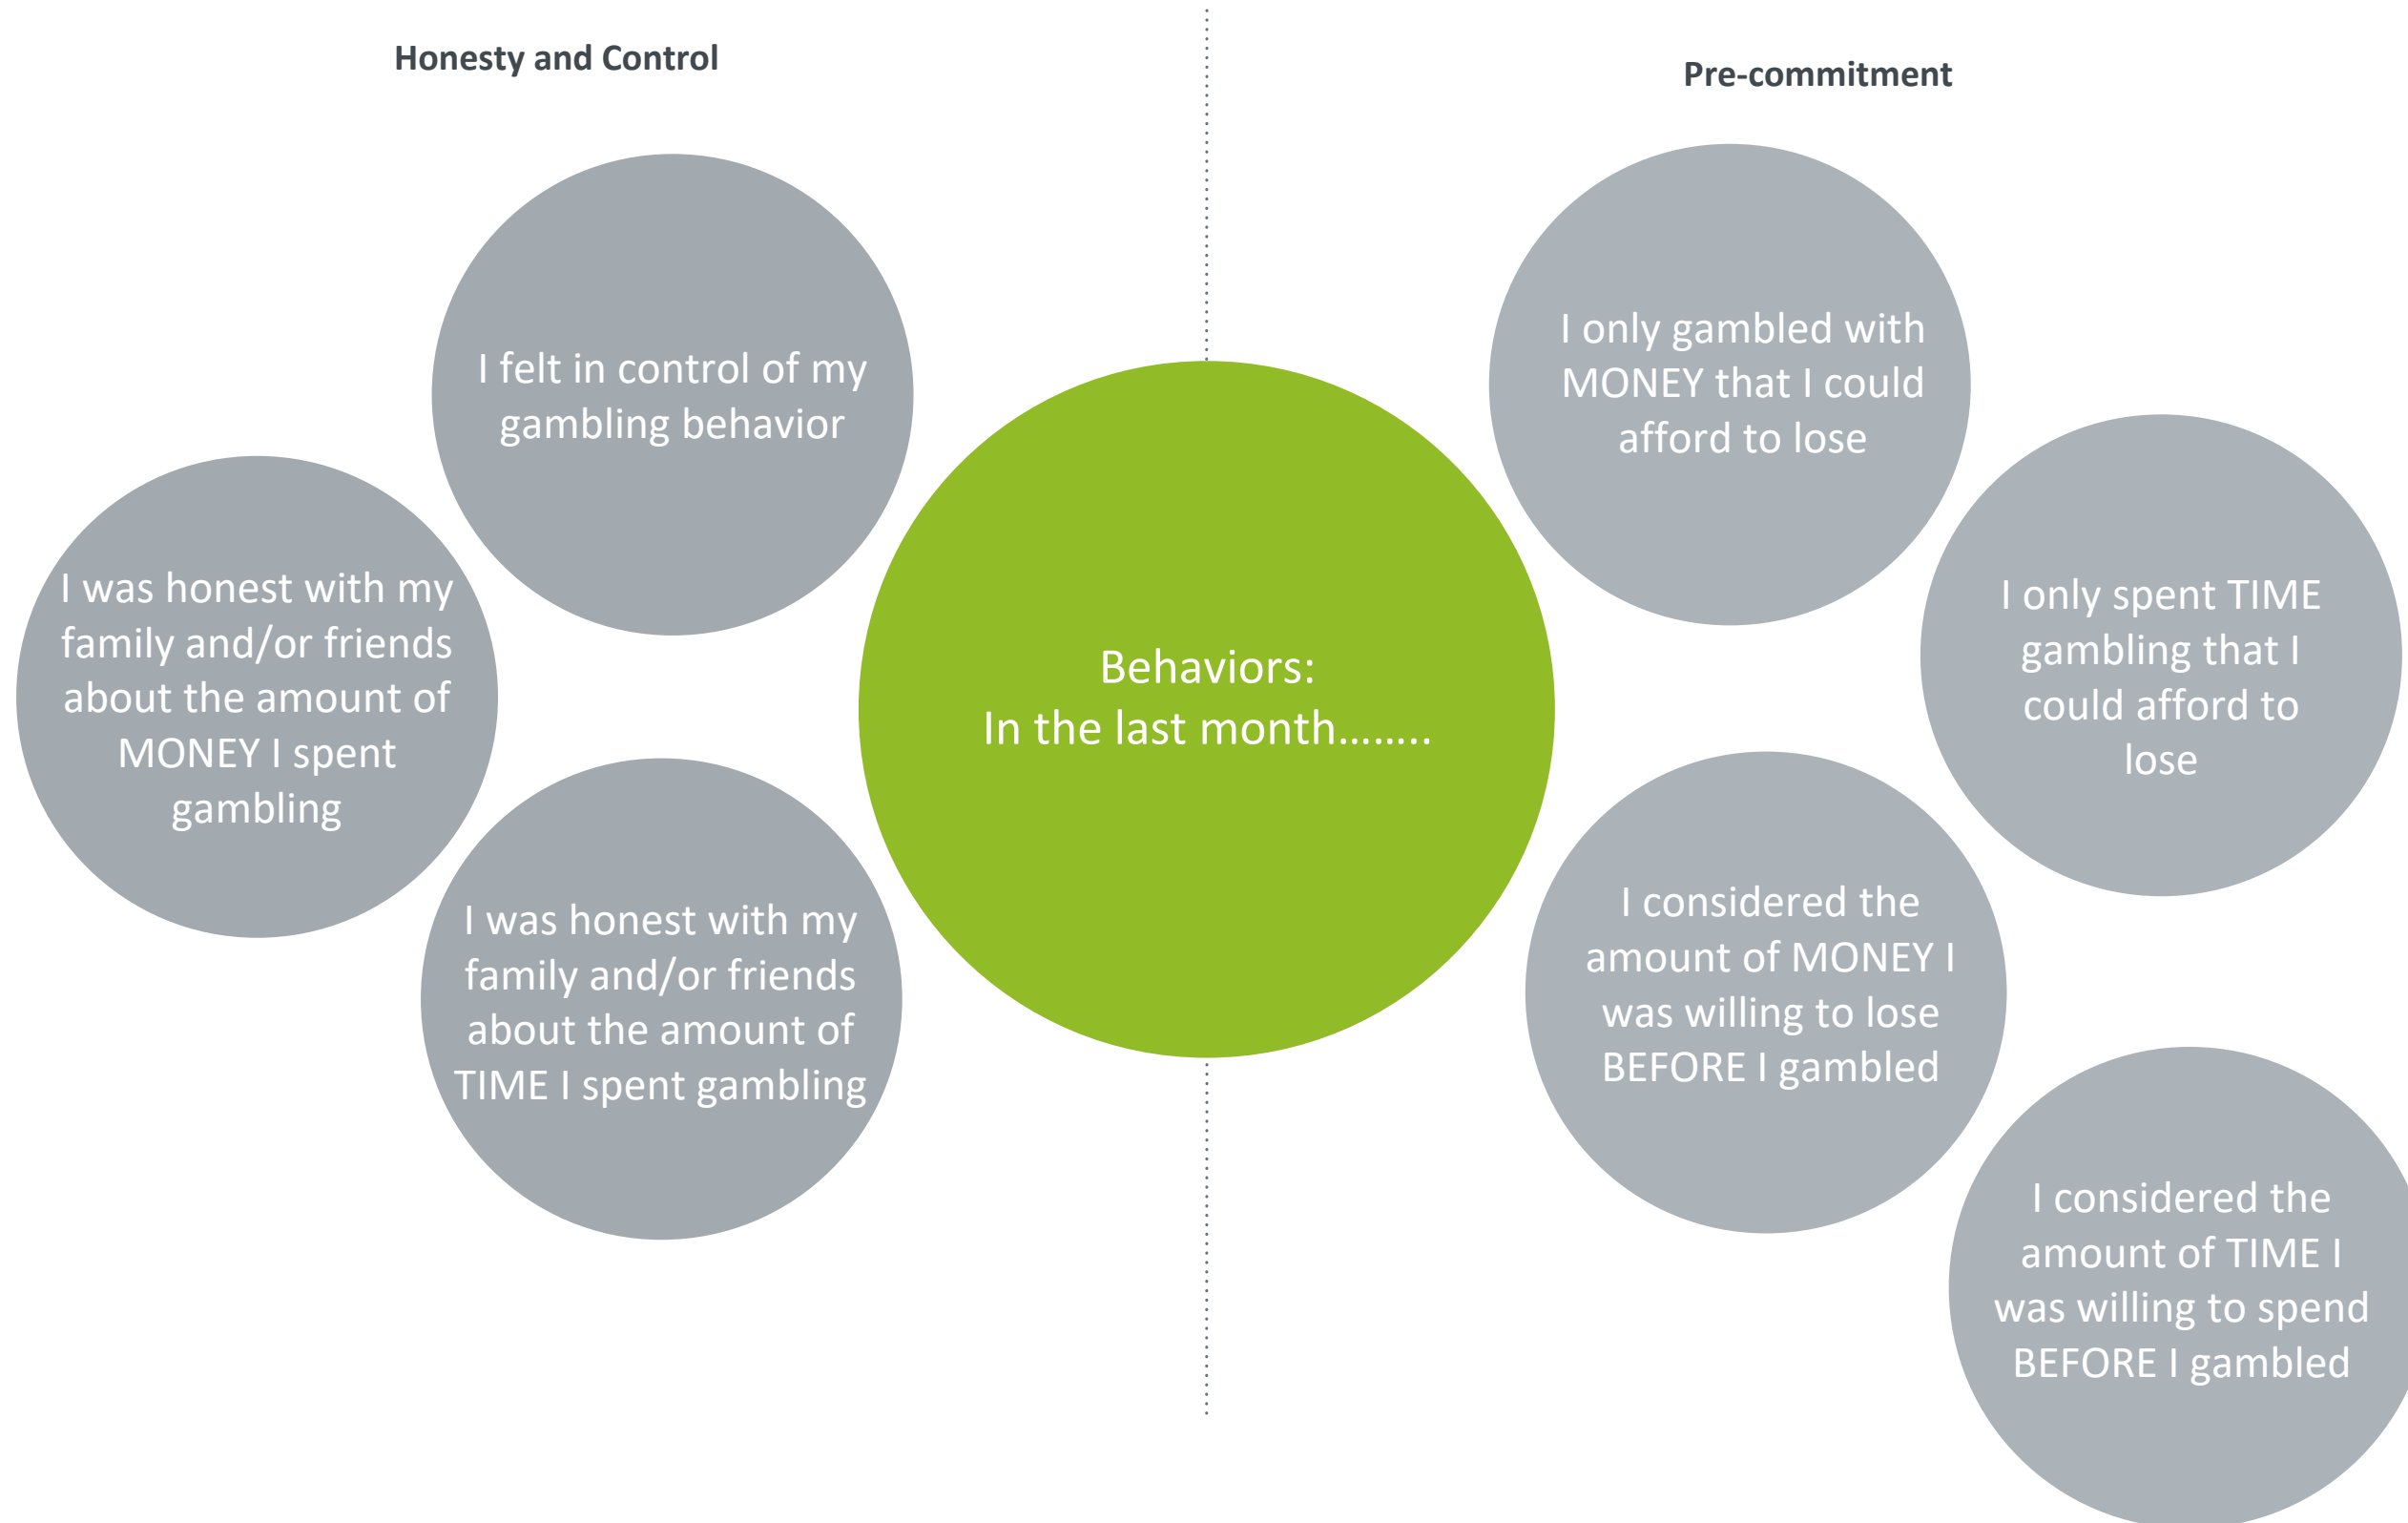 Honesty and Control
Pre-commitment
I felt in control of my
gambling behavior
I was honest with my
family and/or friends
about the amount of
MONEY I spent
gambling
I was honest with my
family and/or friends
about the amount of
TIME I spent gambling
Behaviors:
In the last month........
I only gambled with
MONEY that I could
afford to lose
I only spent TIME
gambling that I
could afford to
lose
I considered the
amount of MONEY I
was willing to lose
BEFORE I gambled
I considered the
amount of TIME I
was willing to spend
BEFORE I gambled